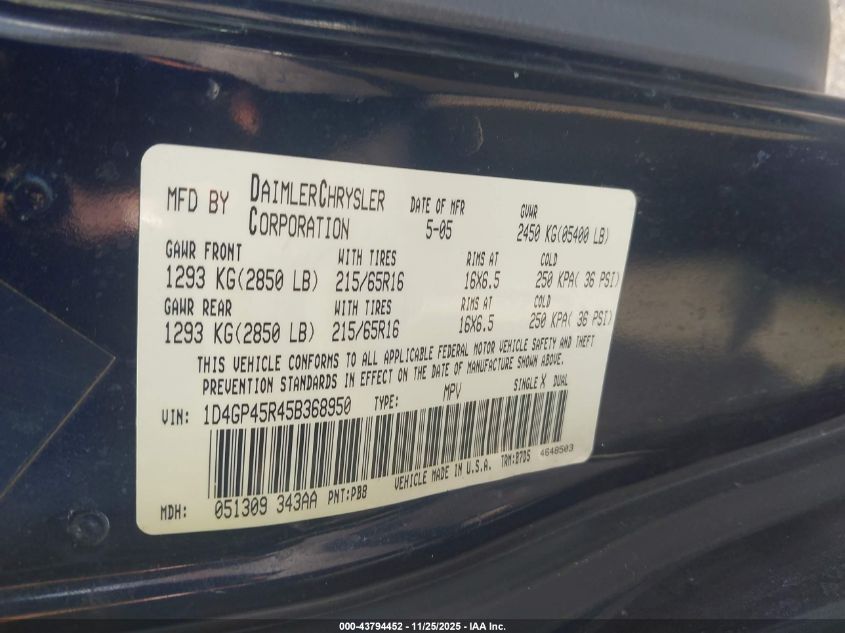 MFD BY DAIMLERCHRYSLER CORPORATION DATE OF MFR 5-05 GVWR 2450 KG(05400 LB)
GAWR FRONT WITH TIRES RIMS AT COLD
1293 KG(2850 LB) 215/65R16 16X6.5 250 KPA( 36 PSI)
GAWR REAR WITH TIRES RIMS AT COLD
1293 KG(2850 LB) 215/65R16 16X6.5 250 KPA( 36 PSI)
THIS VEHICLE CONFORMS TO ALL APPLICABLE FEDERAL MOTOR VEHICLE SAFETY AND THEFT
PREVENTION STANDARDS IN EFFECT ON THE DATE OF MANUFACTURE SHOWN ABOVE.
VIN: 1D4GP45R45B368950 TYPE: MPV SINGLE X DUAL
MDH: 051309 343AA PNT:PBB VEHICLE MADE IN U.S.A. TRM:B7D5 4648503
000-43794452 - 11/25/2025 - IAA Inc.